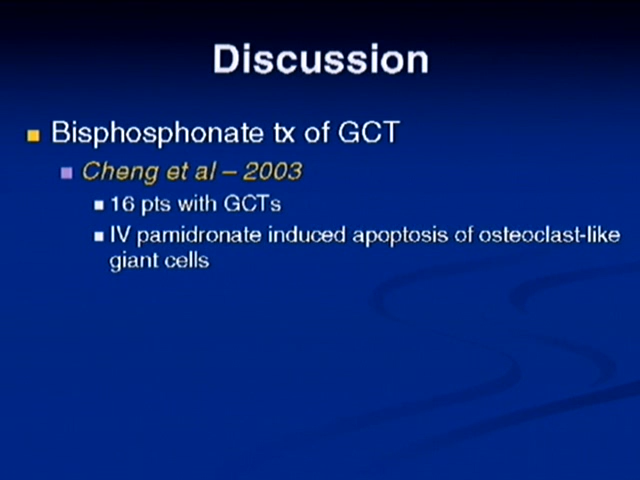 Discussion
Bisphosphonate tx of GCT
Cheng et al – 2003
16 pts with GCTs
IV pamidronate induced apoptosis of osteoclast-like
giant cells